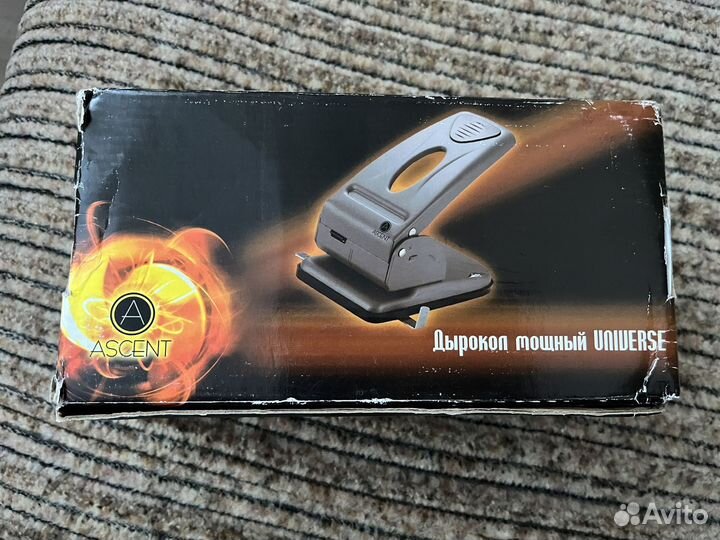 ASCENT
A
ASCENT
Дырокол мощный UNIVERSE
Avito